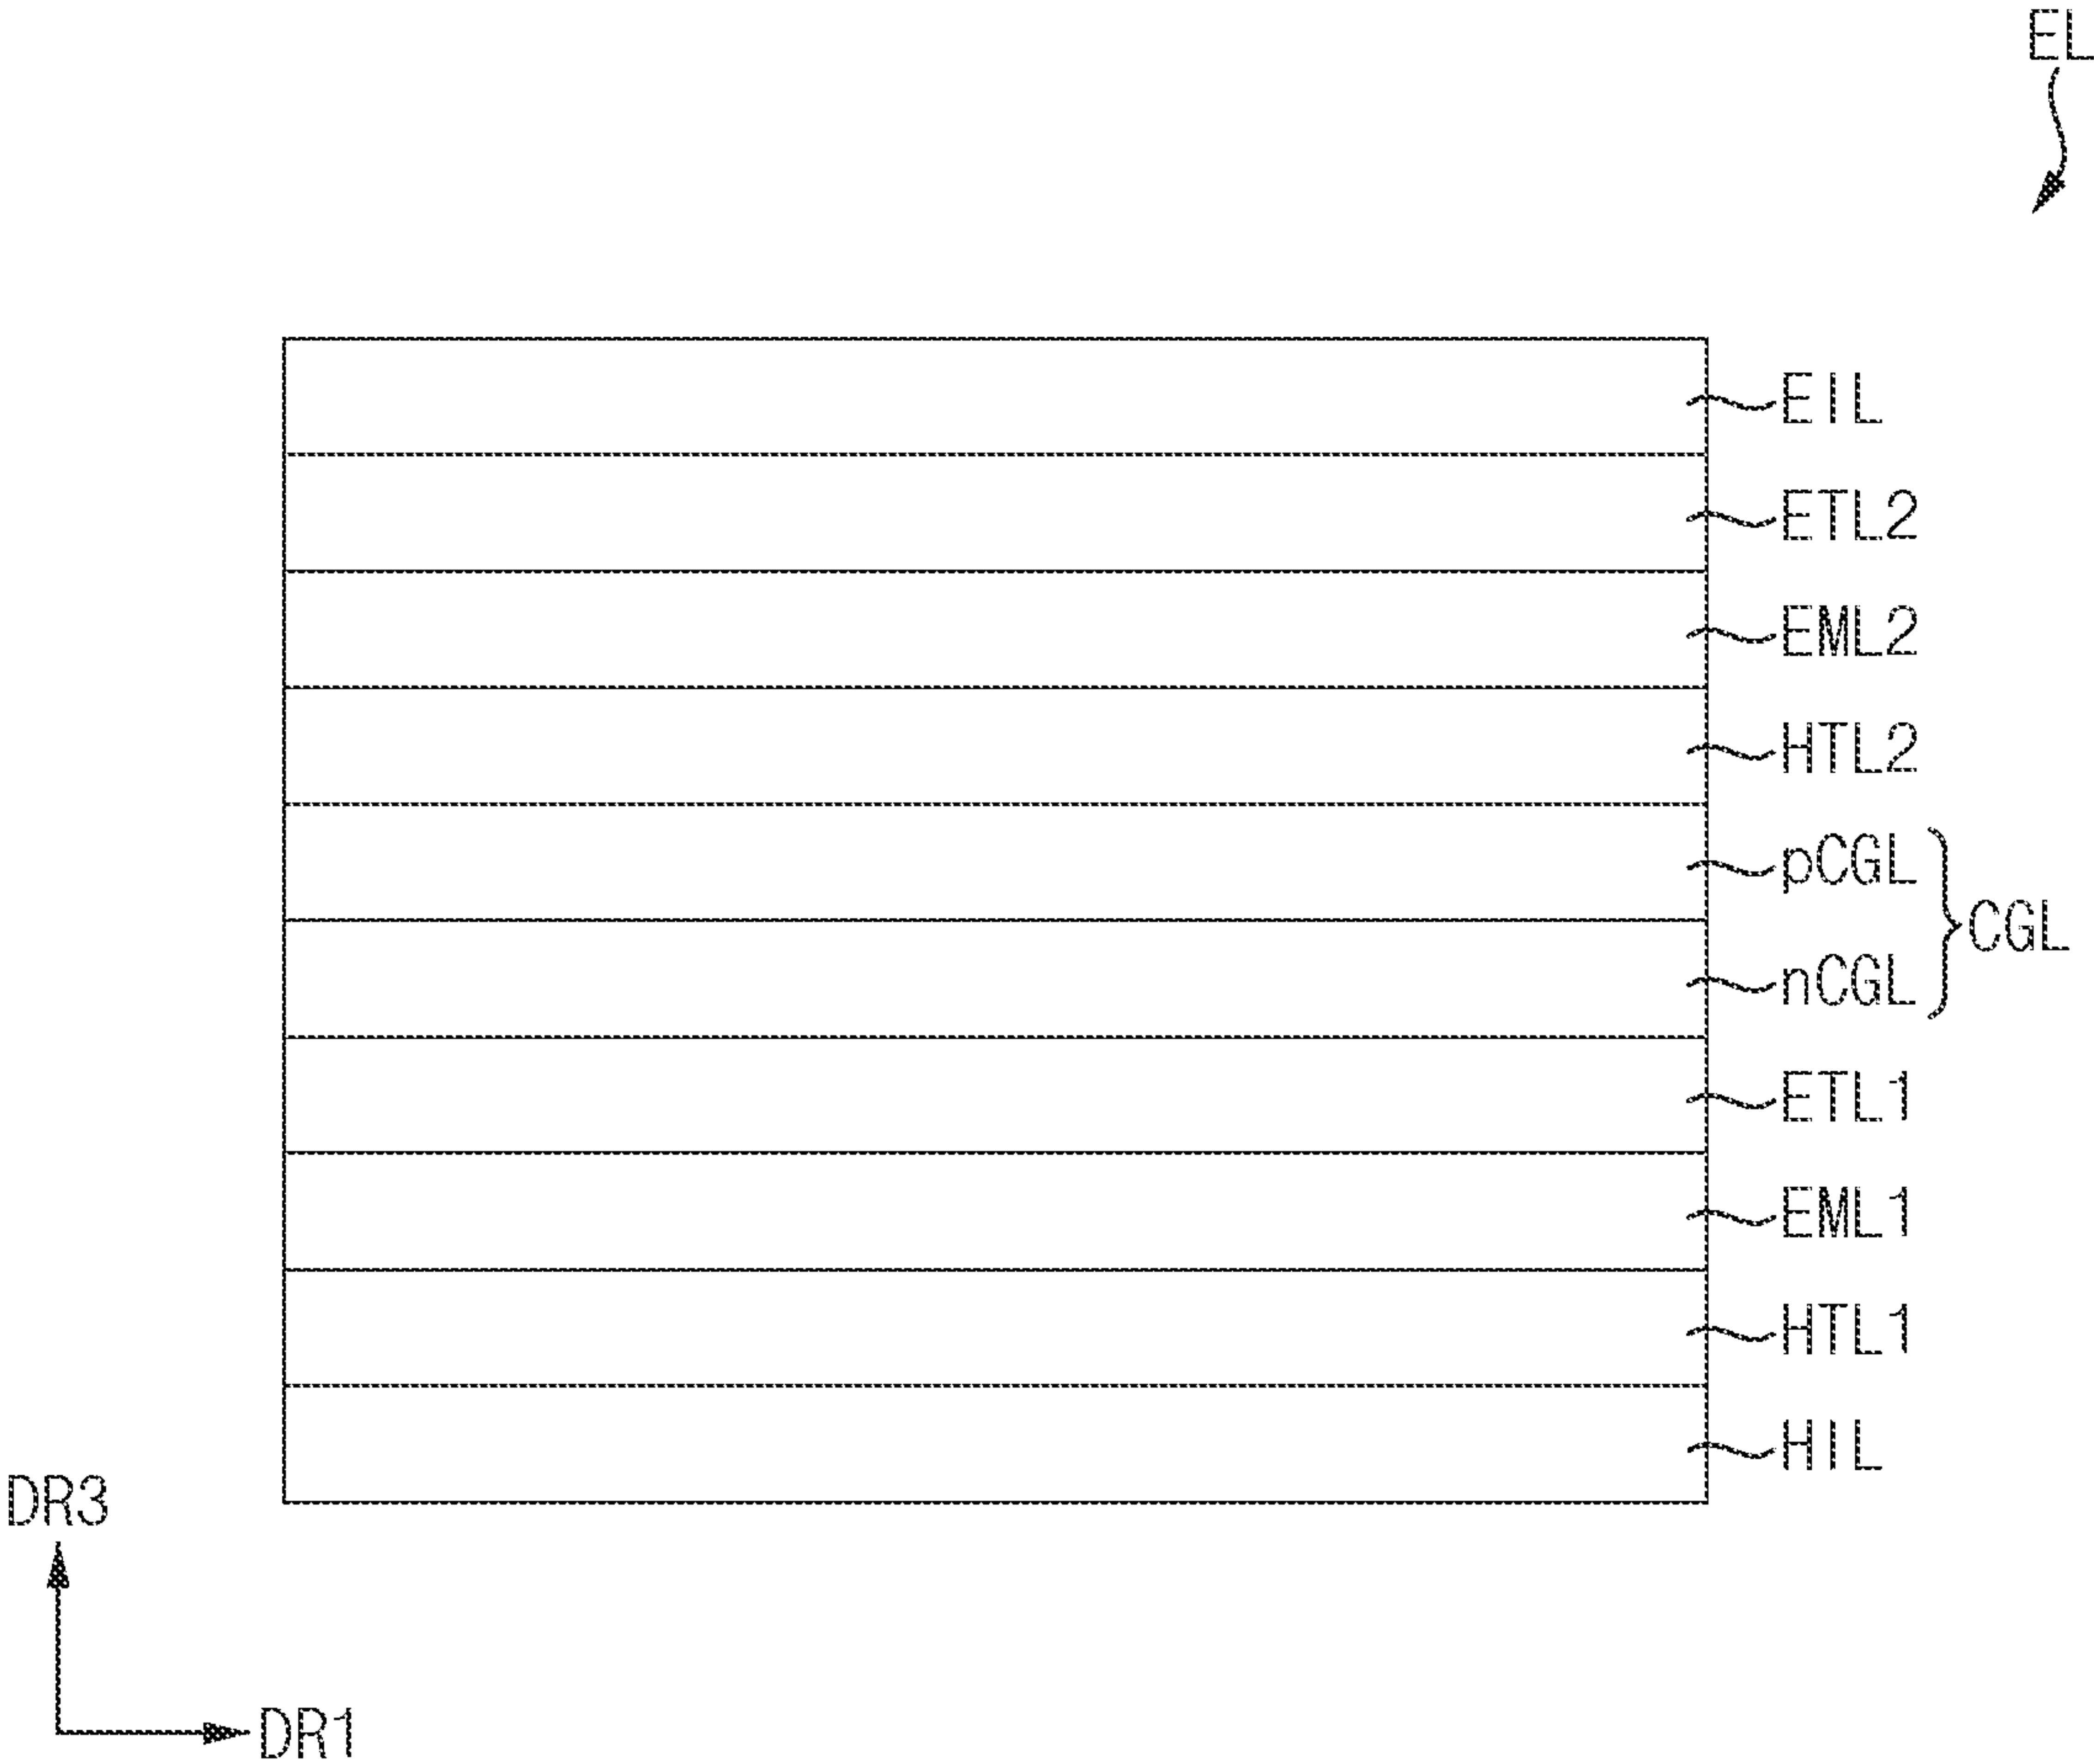 EL
EIL
ETL2
EML2
HTL2
pCGL
CGL
nCGL
ETL1
EML1
HTL1
HIL
DR3
DR1